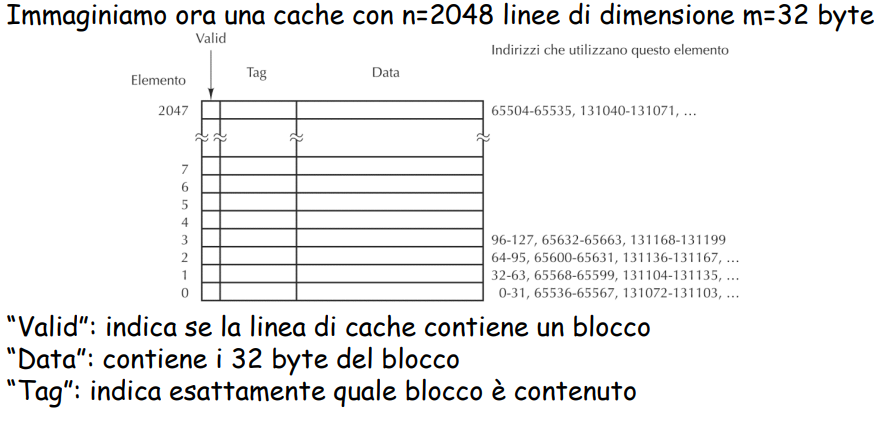 Immaginiamo ora una cache con n=2048 linee di dimensione m=32 byte
Valid
Indirizzi che utilizzano questo elemento
Elemento
Tag
Data
2047
65504-65535, 131040-131071, …
7
6
5
4
3
96-127, 65632-65663, 131168-131199
2
64-95, 65600-65631, 131136-131167, …
1
32-63, 65568-65599, 131104-131135, …
0
0-31, 65536-65567, 131072-131103, …
“Valid”: indica se la linea di cache contiene un blocco
“Data”: contiene i 32 byte del blocco
“Tag”: indica esattamente quale blocco è contenuto